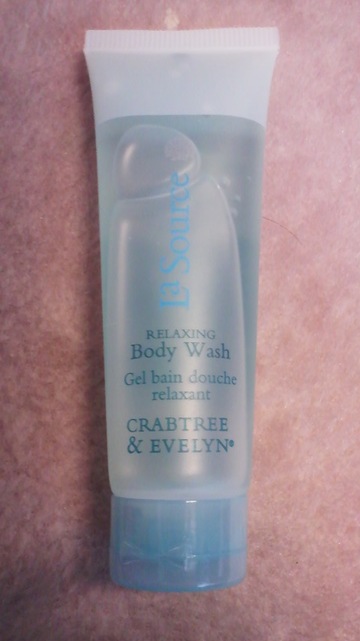 La Source
RELAXING
Body Wash
Gel bain douche
relaxant
CRABTREE
& EVELYN®